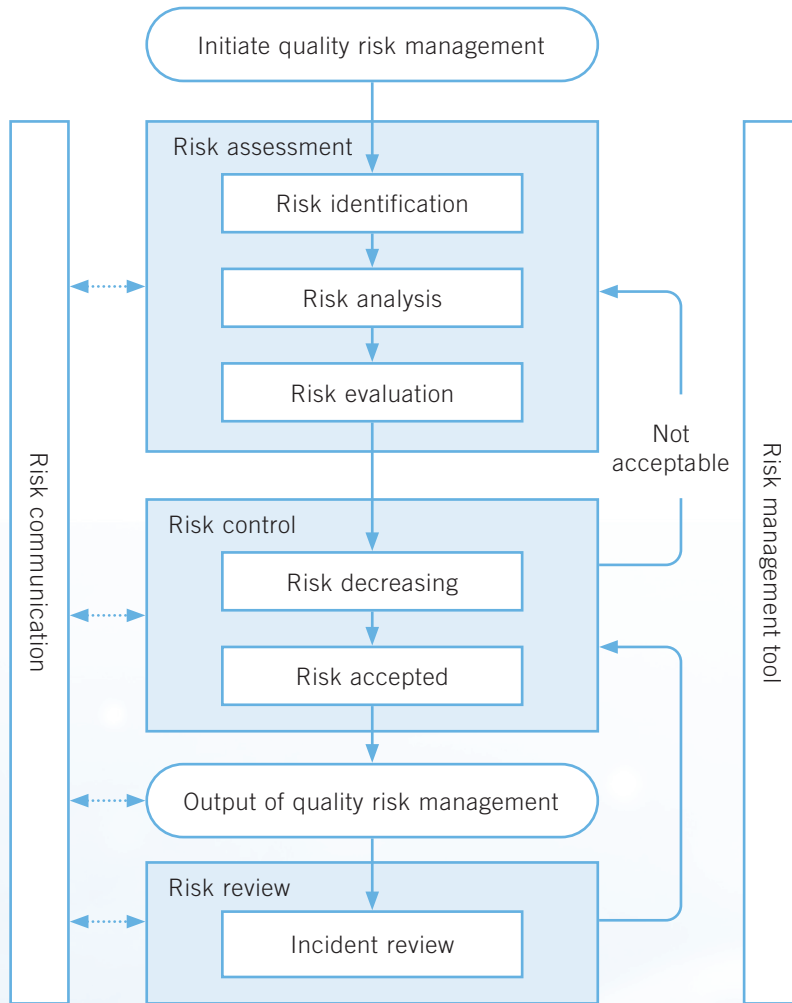 Initiate quality risk management
Risk assessment
Risk identification
Risk analysis
Risk evaluation
Not
acceptable
Risk communication
Risk management tool
Risk control
Risk decreasing
Risk accepted
Output of quality risk management
Risk review
Incident review